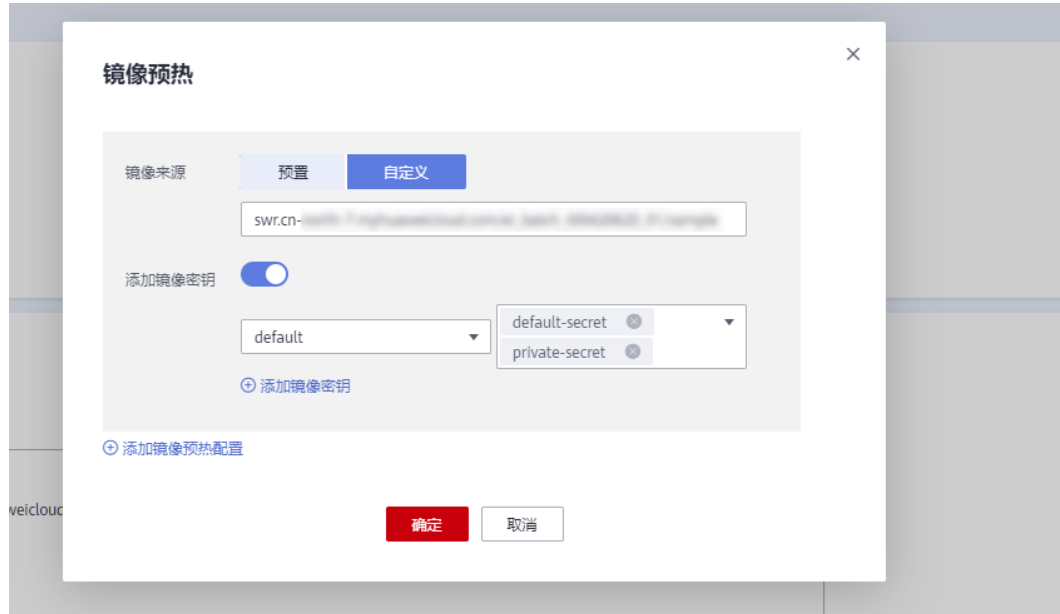 镜像预热
镜像来源
预置
自定义
swr.cn-
添加镜像密钥
default
default-secret
private-secret
添加镜像密钥
添加镜像预热配置
weicloud
确定
取消